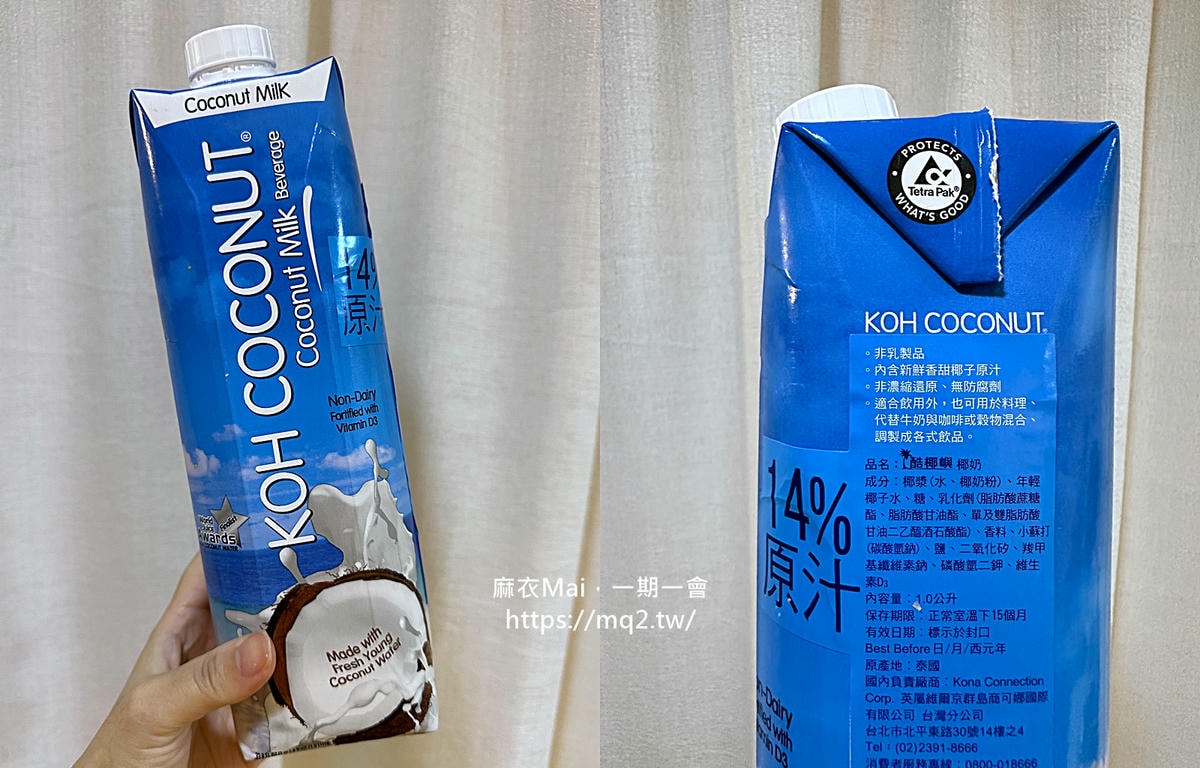 Coconut Milk
KOH COCONUT®
Coconut Milk Beverage
14%
原汁
Non-Dairy
Fortified with
Vitamin D3
Awards
COCONUT WATER
Made with
Fresh Young
Coconut Water
麻衣Mai．一期一會
https://mq2.tw/
PROTECTS
Tetra Pak®
WHAT'S GOOD
KOH COCONUT®
。非乳製品
。內含新鮮香甜椰子原汁
。非濃縮還原、無防腐劑
。適合飲用外，也可用於料理、
代替牛奶與咖啡或穀物混合、
調製成各式飲品。
14%
原汁
品名：酷椰嶼 椰奶
成分：椰漿（水、椰奶粉）、年輕
椰子水、糖、乳化劑(脂肪酸蔗糖
酯、脂肪酸甘油酯、單及雙脂肪酸
甘油二乙醯酒石酸酯)、香料、小蘇打
(碳酸氫鈉)、鹽、二氧化矽、羧甲
基纖維素鈉、磷酸氫二鉀、維生
素D3
內容量：1.0公升
保存期限：正常室溫下15個月
有效日期：標示於封口
Best Before日/月/西元年
原產地：泰國
國內負責廠商：Kona Connection
Corp. 英屬維爾京群島商可娜國際
有限公司 台灣分公司
台北市北平東路30號14樓之4
Tel：(02)2391-8666
消費者服務專線：0800-018666
n-Dairy
ied with
min D3